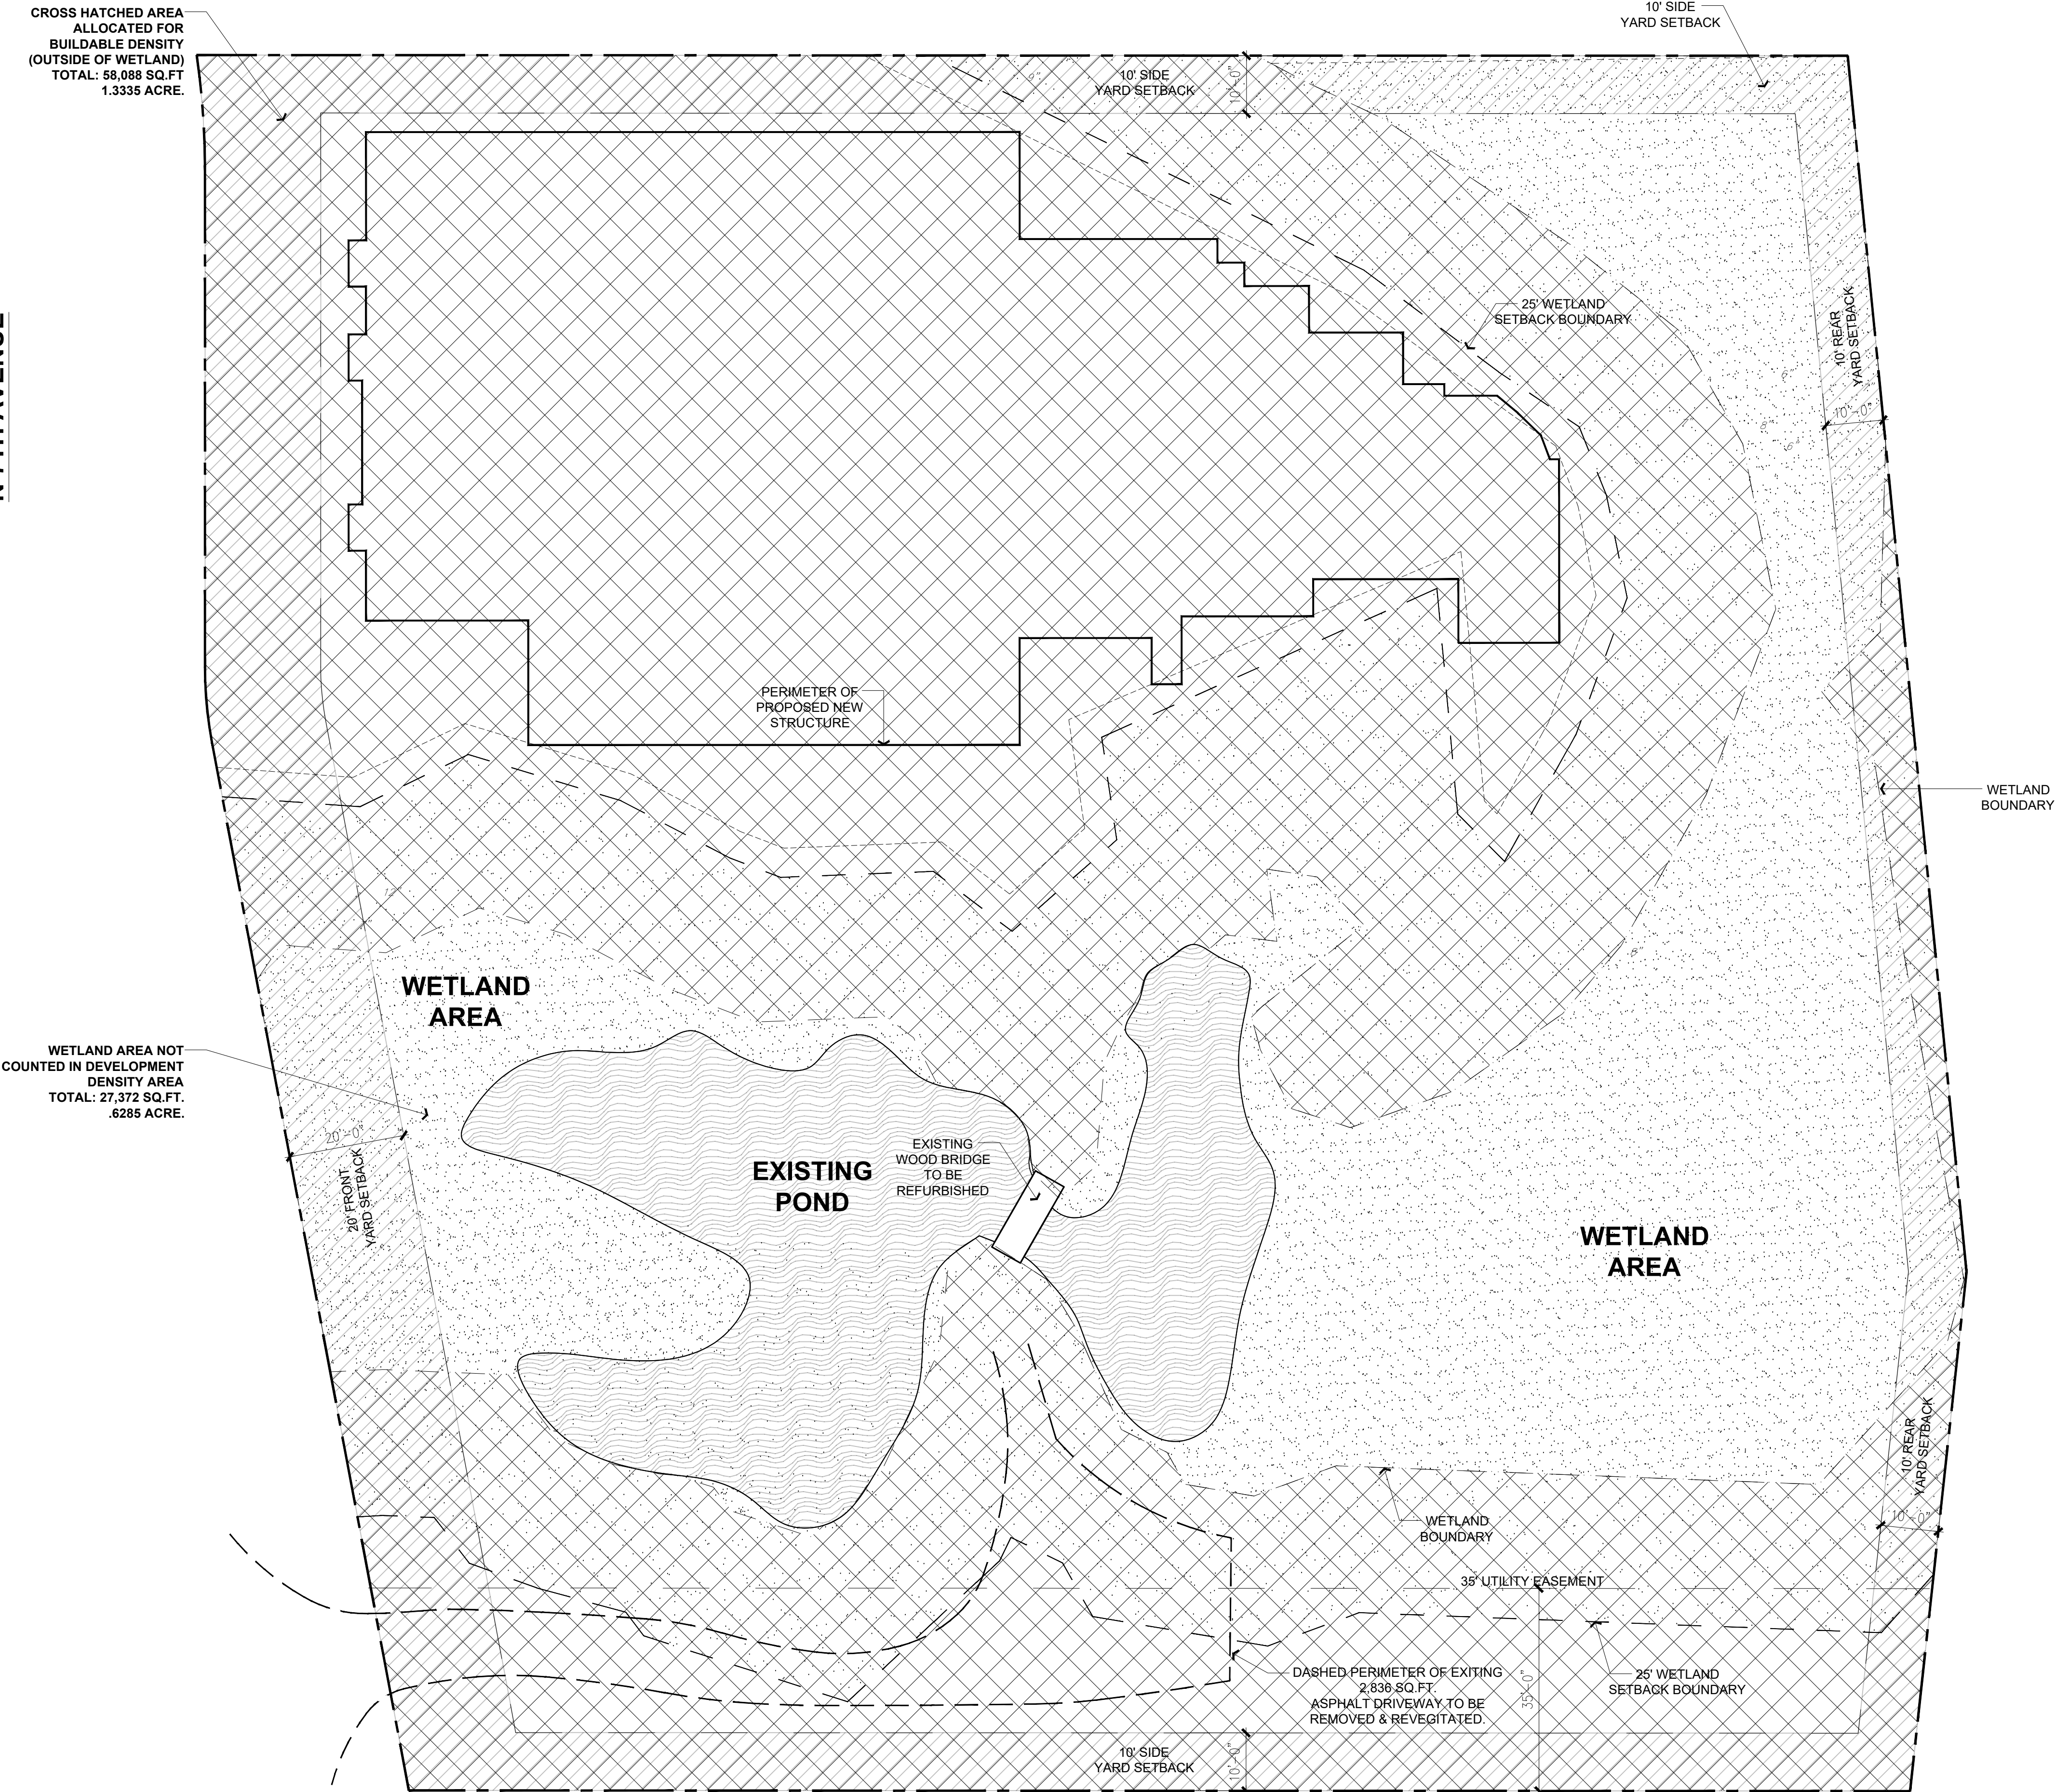 CROSS HATCHED AREA
ALLOCATED FOR
BUILDABLE DENSITY
(OUTSIDE OF WETLAND)
TOTAL: 58,088 SQ.FT
1.3335 ACRE.
10' SIDE
YARD SETBACK
10' SIDE
YARD SETBACK
10'-0"
25' WETLAND
SETBACK BOUNDARY
10' REAR
YARD SETBACK
10'-0"
PERIMETER OF
PROPOSED NEW
STRUCTURE
WETLAND
BOUNDARY
WETLAND
AREA
WETLAND AREA NOT
COUNTED IN DEVELOPMENT
DENSITY AREA
TOTAL: 27,372 SQ.FT.
.6285 ACRE.
20'-0"
20' FRONT
YARD SETBACK
EXISTING
POND
EXISTING
WOOD BRIDGE
TO BE
REFURBISHED
WETLAND
AREA
10' REAR
YARD SETBACK
10'-0"
WETLAND
BOUNDARY
35' UTILITY EASEMENT
35'-0"
DASHED PERIMETER OF EXITING
2,836 SQ.FT.
ASPHALT DRIVEWAY TO BE
REMOVED & REVEGITATED.
25' WETLAND
SETBACK BOUNDARY
10' SIDE
YARD SETBACK
10'-0"